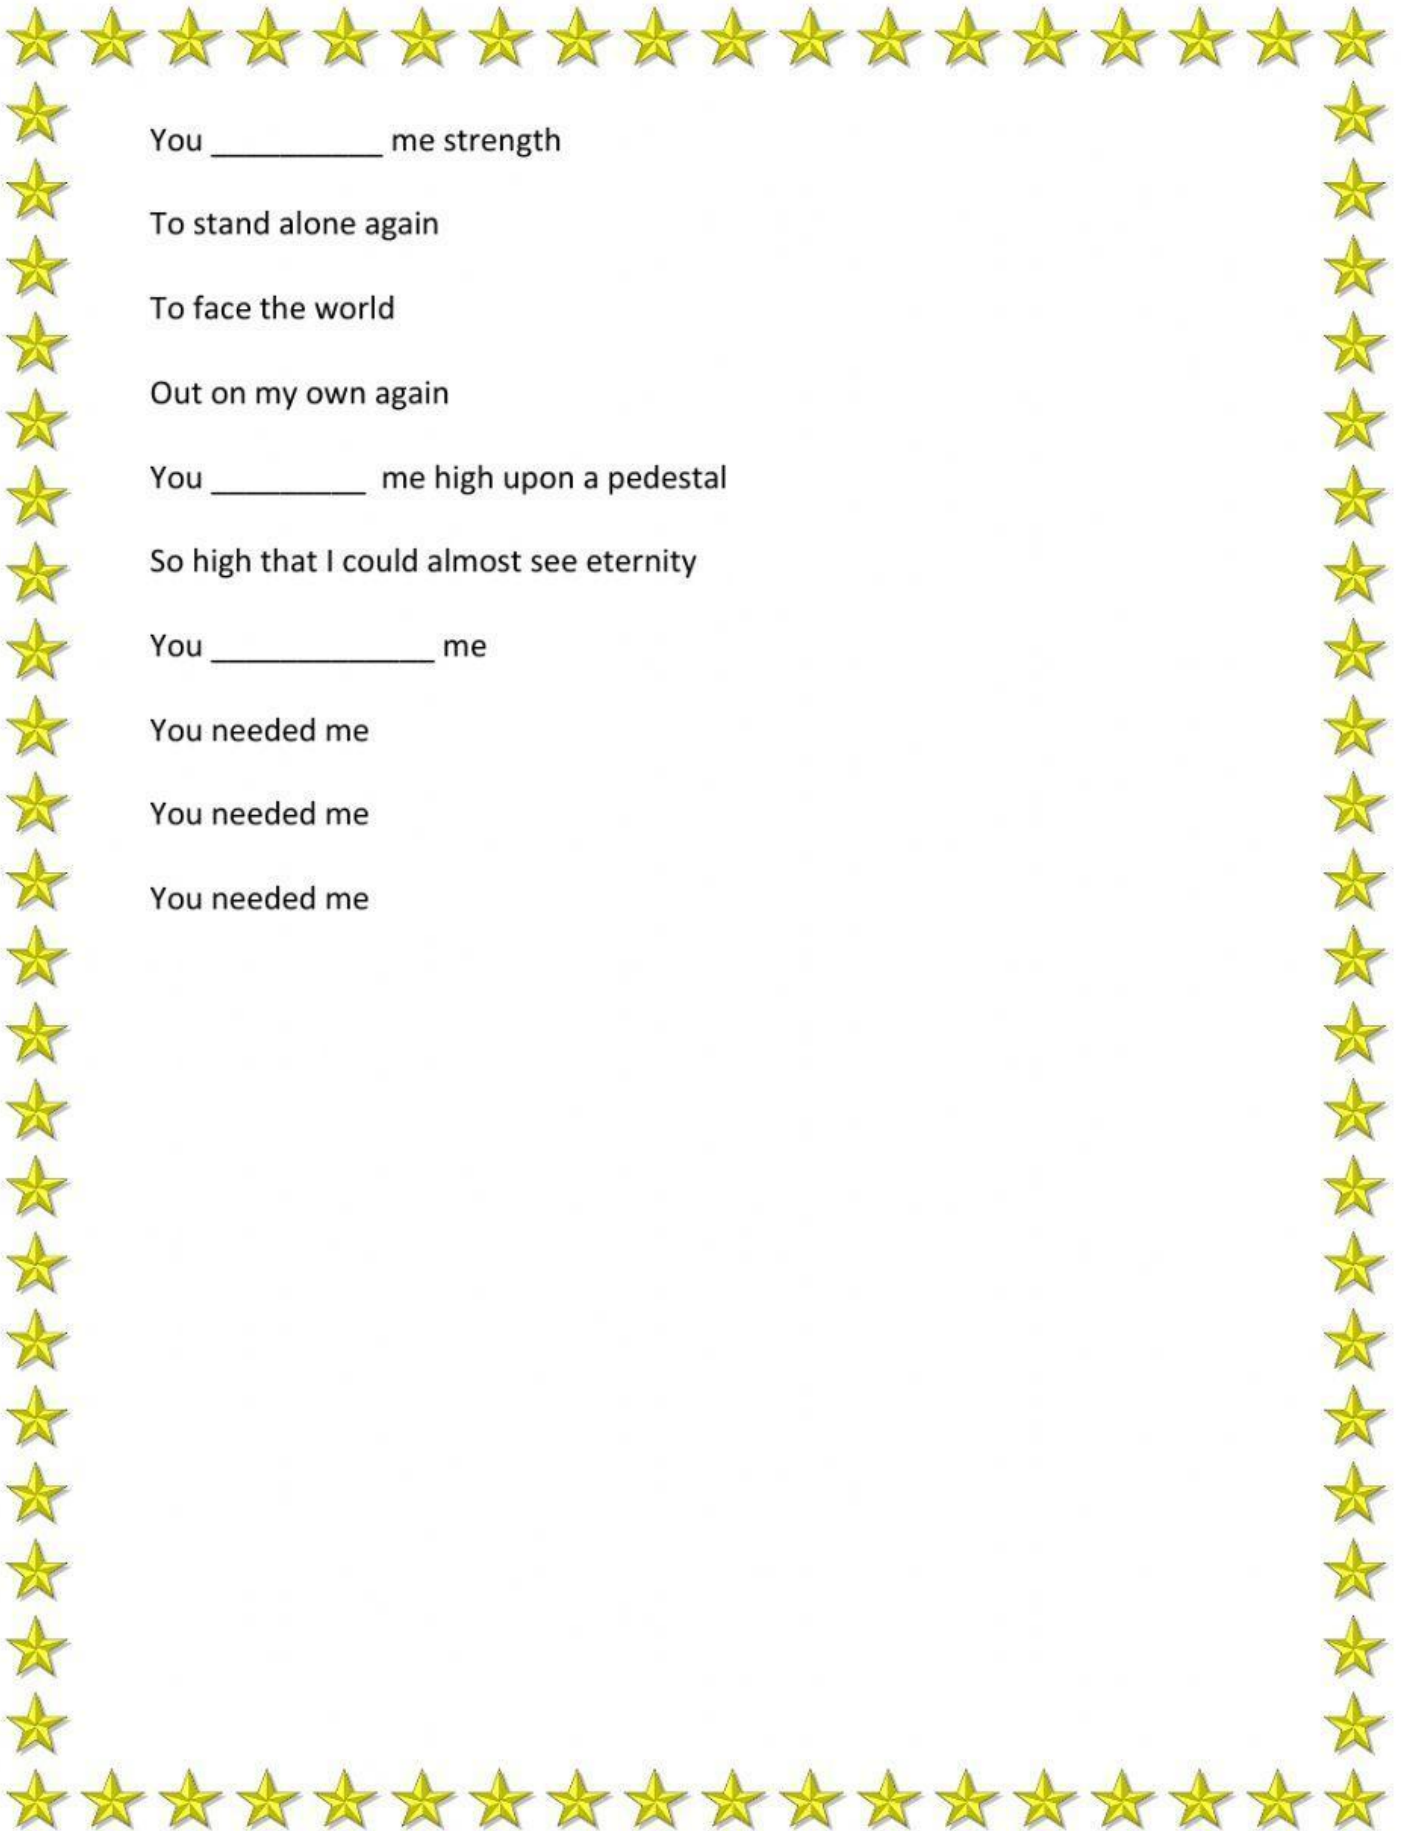 You ___________ me strength
To stand alone again
To face the world
Out on my own again
You __________ me high upon a pedestal
So high that I could almost see eternity
You ______________ me
You needed me
You needed me
You needed me